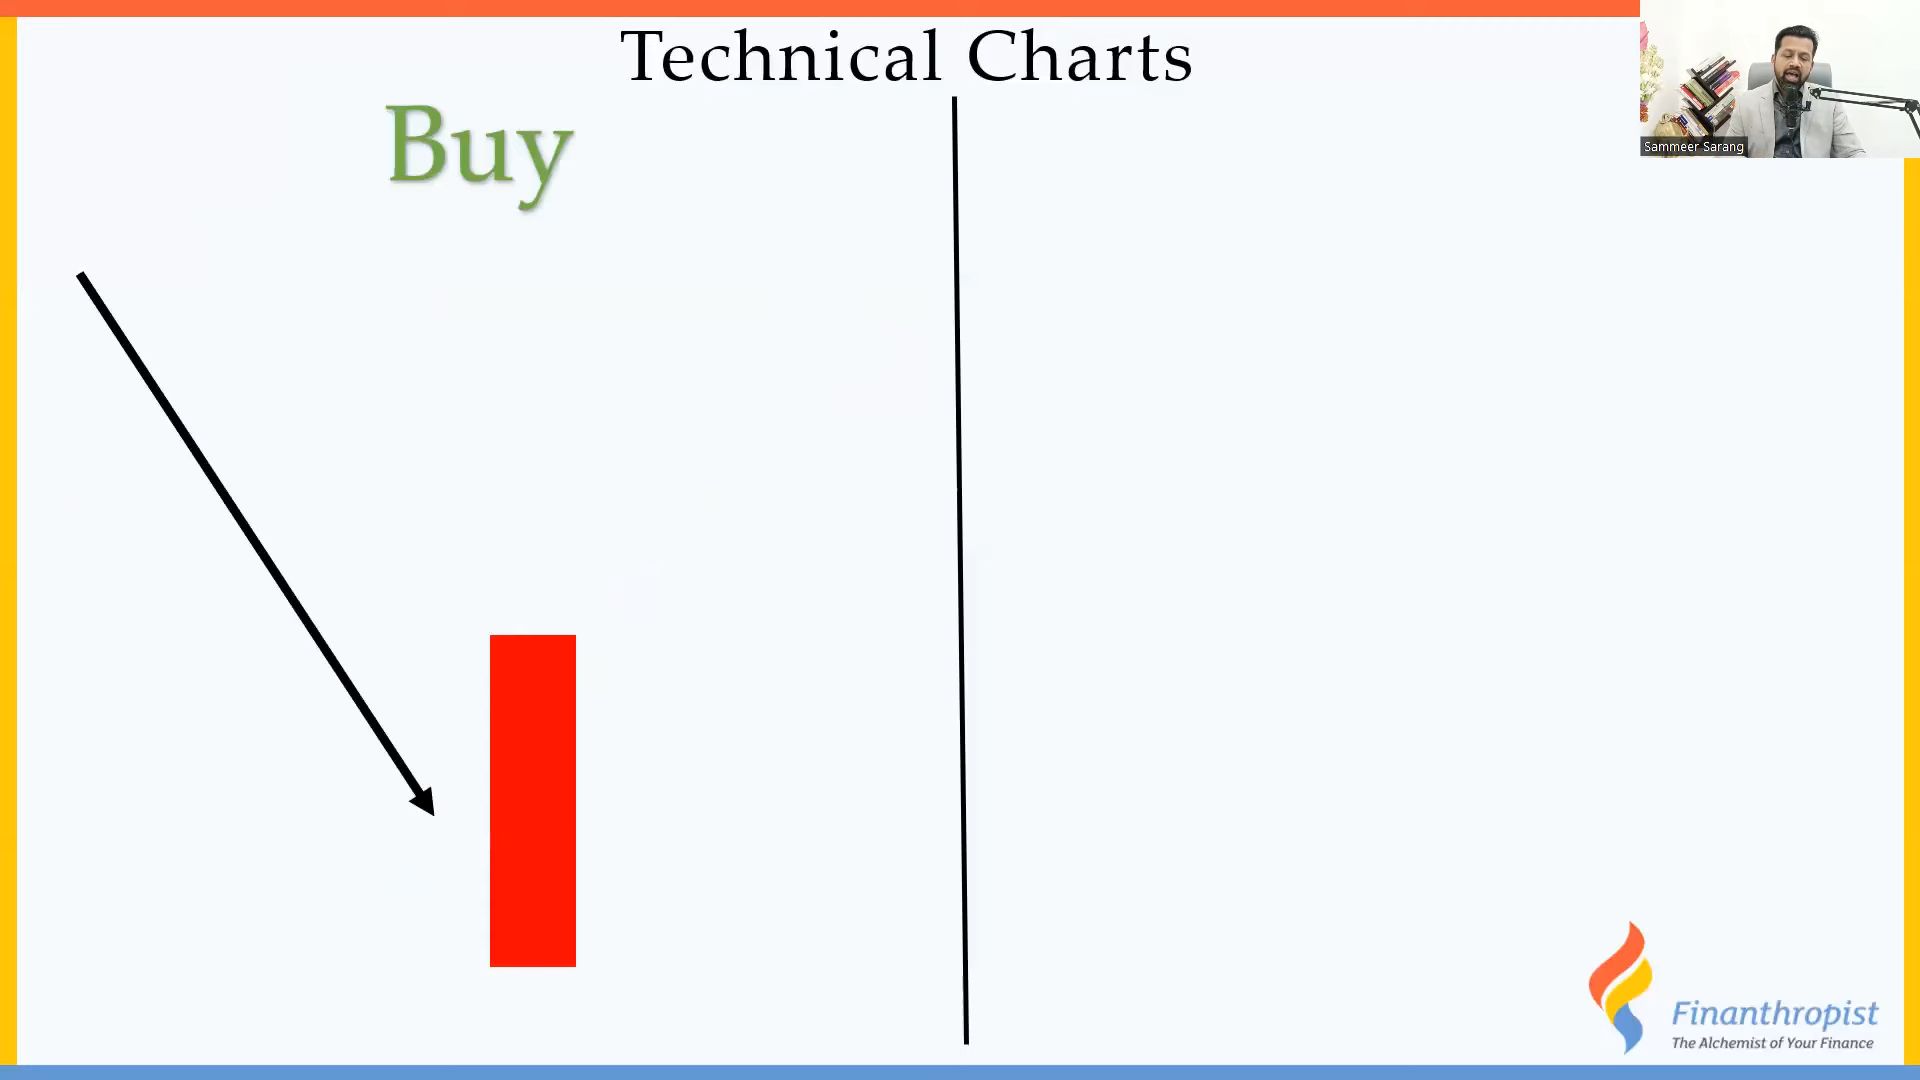 Technical Charts
Buy
Sammeer Sarang
Finanthropist
The Alchemist of Your Finance